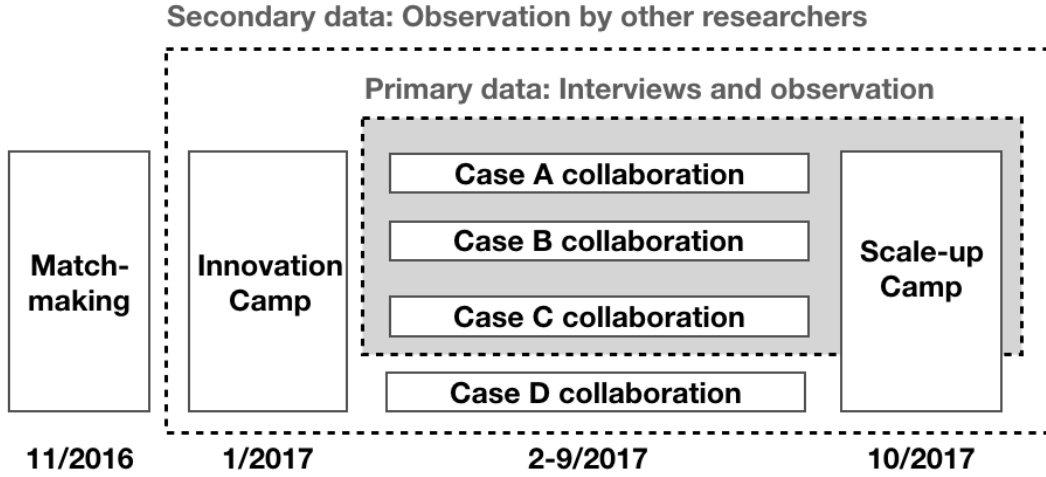 Secondary data: Observation by other researchers
Primary data: Interviews and observation
Match-
making
Innovation
Camp
Case A collaboration
Case B collaboration
Case C collaboration
Case D collaboration
Scale-up
Camp
11/2016
1/2017
2-9/2017
10/2017